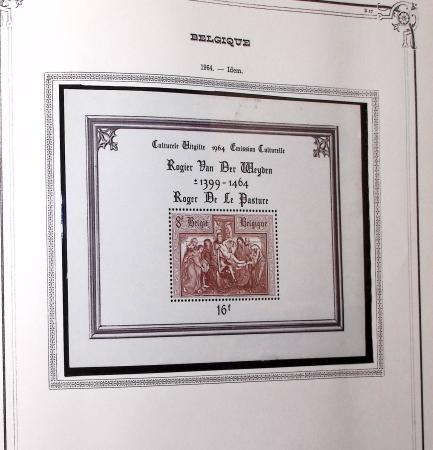 BELGIQUE
1964. — Idem.
Culturele Uitgifte 1964 Emission Culturelle
Rogier Van Der Weyden
± 1399 - 1464
Roger De Le Pasture
8F België Belgique
16f